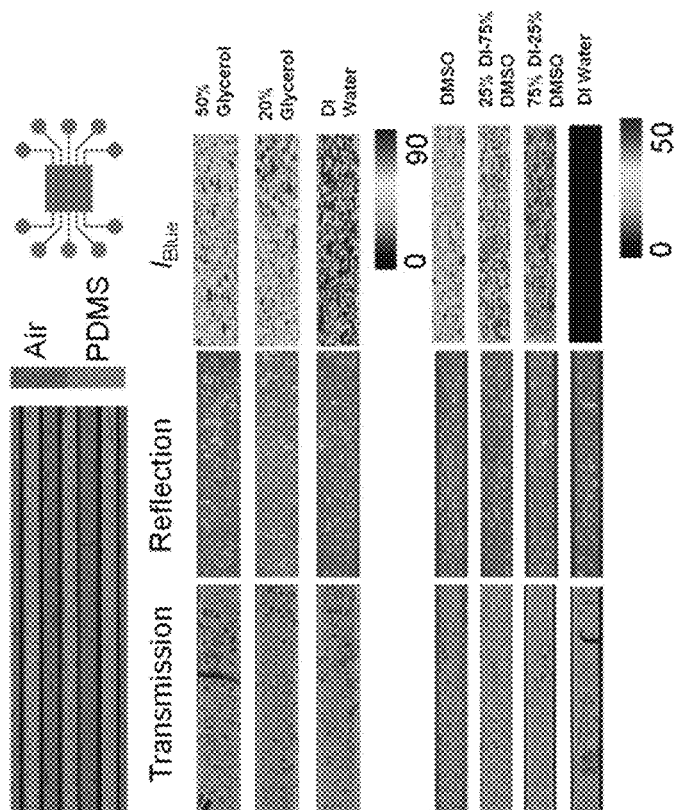 Air
PDMS
Transmission
Reflection
I Blue
50%
Glycerol
20%
Glycerol
DI
Water
0
90
DMSO
25% DI-75%
DMSO
75% DI-25%
DMSO
DI Water
0
50